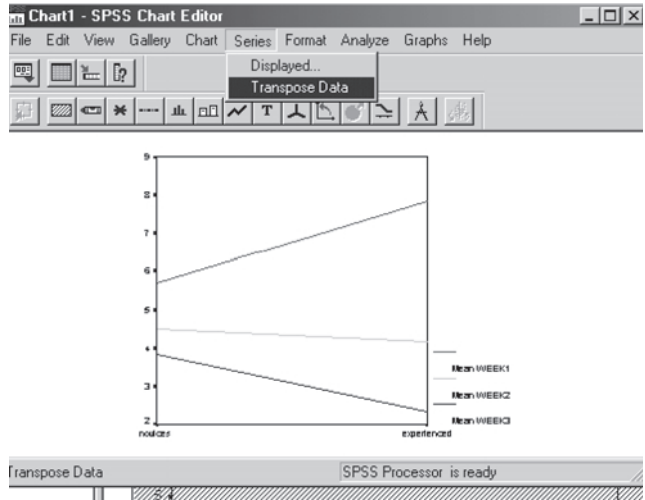 Chart1 - SPSS Chart Editor
File Edit View Gallery Chart Series Format Analyze Graphs Help
Displayed...
Transpose Data
9
8
7
6
5
4
3
2
novices experienced
Mean WEEK1
Mean WEEK2
Mean WEEK3
Transpose Data SPSS Processor is ready
5